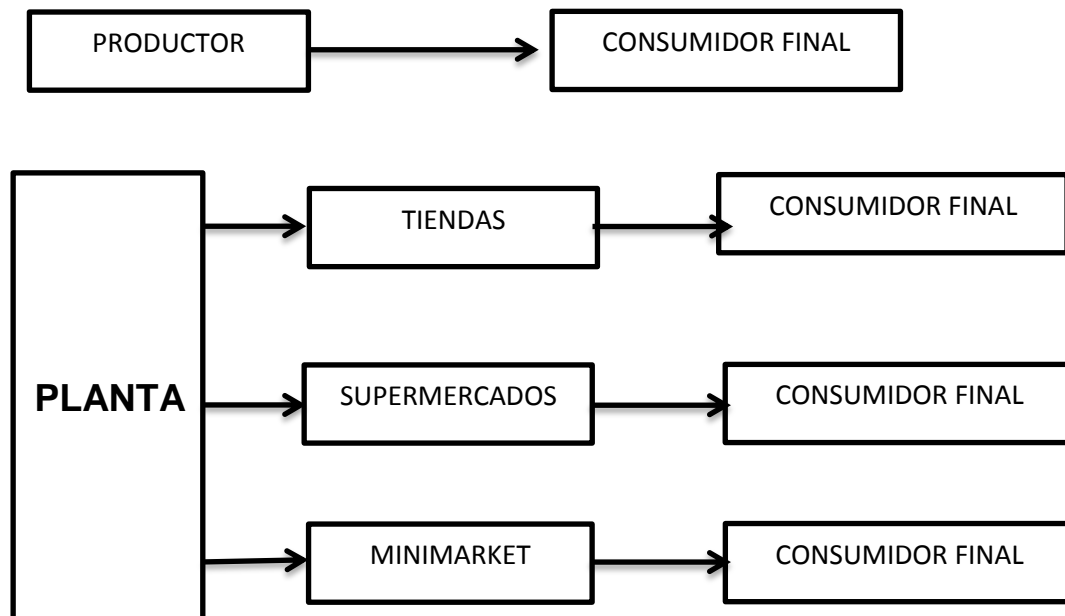 PRODUCTOR
CONSUMIDOR FINAL
TIENDAS
CONSUMIDOR FINAL
PLANTA
SUPERMERCADOS
CONSUMIDOR FINAL
MINIMARKET
CONSUMIDOR FINAL